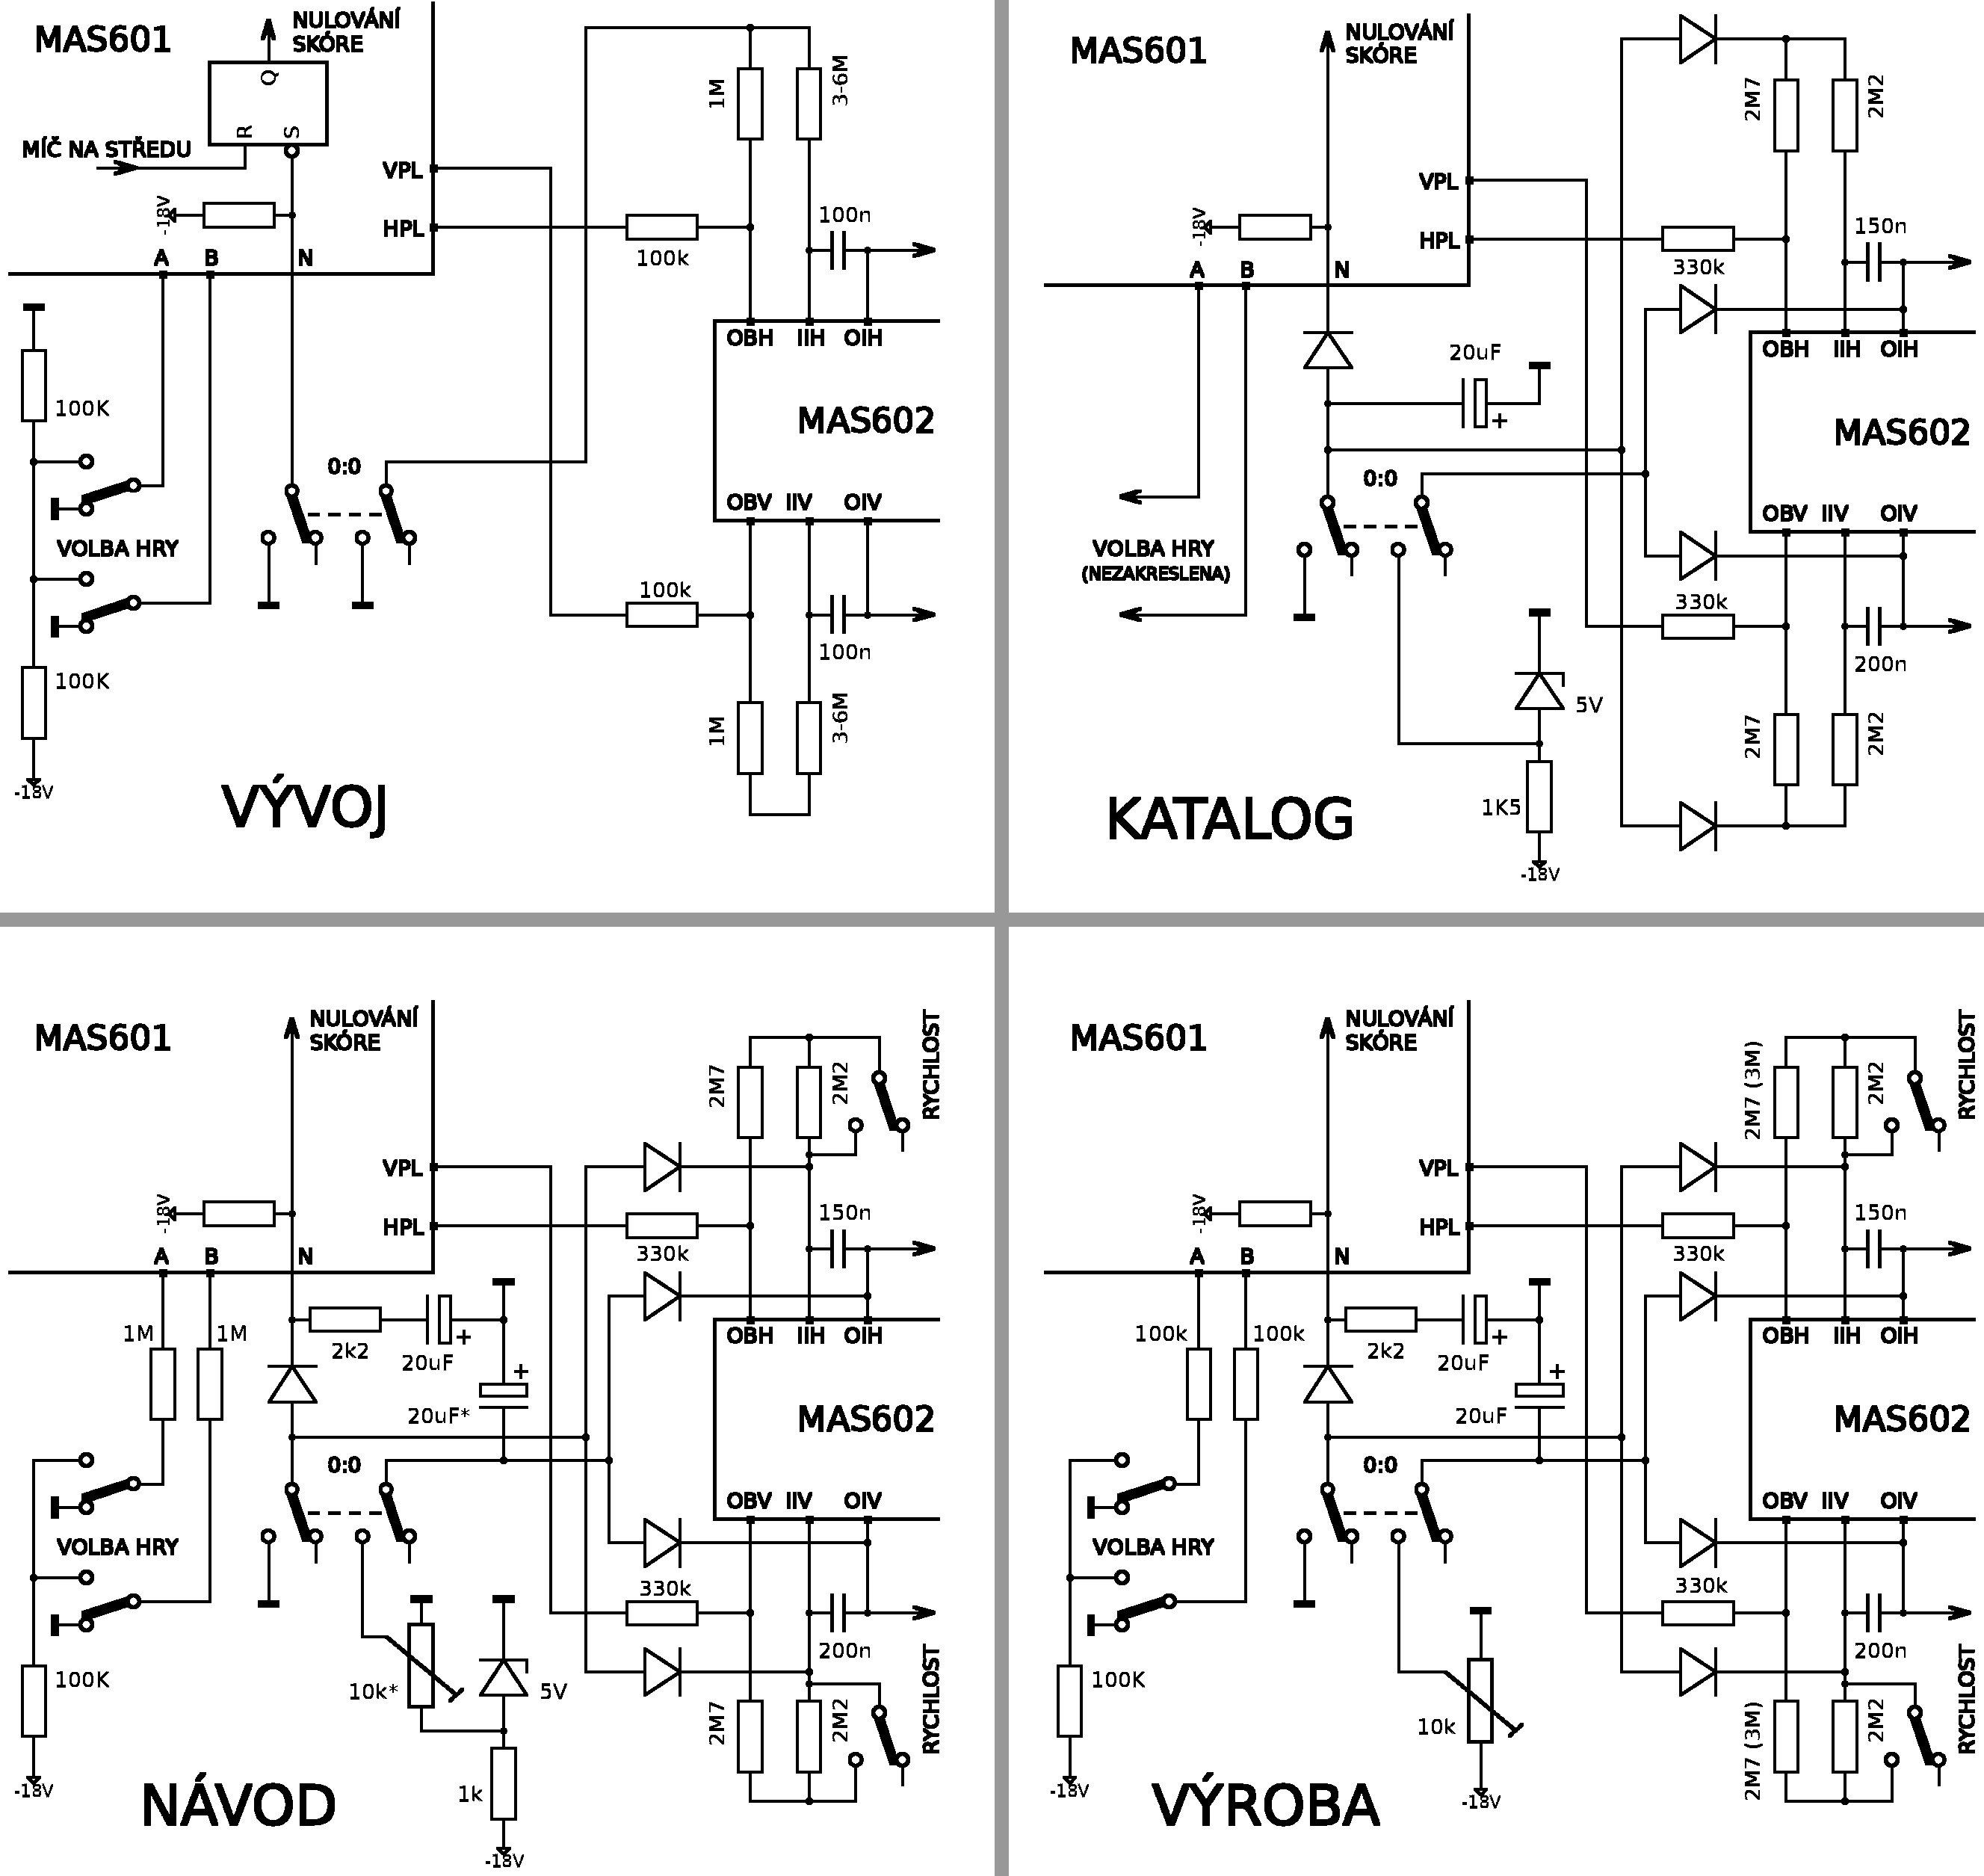 MAS601
NULOVÁNÍ
SKÓRE
Q
R
S
MÍČ NA STŘEDU
-18V
A
B
N
VPL
HPL
1M
3-6M
100k
100n
OBH
IIH
OIH
MAS602
OBV
IIV
OIV
100K
VOLBA HRY
100K
-18V
0:0
100k
100n
1M
3-6M
VÝVOJ
MAS601
NULOVÁNÍ
SKÓRE
-18V
A
B
N
VPL
HPL
2M7
2M2
330k
150n
OBH
IIH
OIH
MAS602
OBV
IIV
OIV
20uF
+
0:0
VOLBA HRY
(NEZAKRESLENA)
330k
200n
5V
1K5
-18V
2M7
2M2
KATALOG
MAS601
NULOVÁNÍ
SKÓRE
-18V
A
B
N
VPL
HPL
2M7
2M2
RYCHLOST
330k
150n
OBH
IIH
OIH
MAS602
OBV
IIV
OIV
1M
1M
2k2
20uF
+
20uF*
+
0:0
VOLBA HRY
100K
-18V
10k*
5V
1k
-18V
330k
200n
2M7
2M2
RYCHLOST
NÁVOD
MAS601
NULOVÁNÍ
SKÓRE
-18V
A
B
N
VPL
HPL
2M7 (3M)
2M2
RYCHLOST
330k
150n
OBH
IIH
OIH
MAS602
OBV
IIV
OIV
100k
100k
2k2
20uF
+
20uF
+
0:0
VOLBA HRY
100K
-18V
10k
-18V
330k
200n
2M7 (3M)
2M2
RYCHLOST
VÝROBA